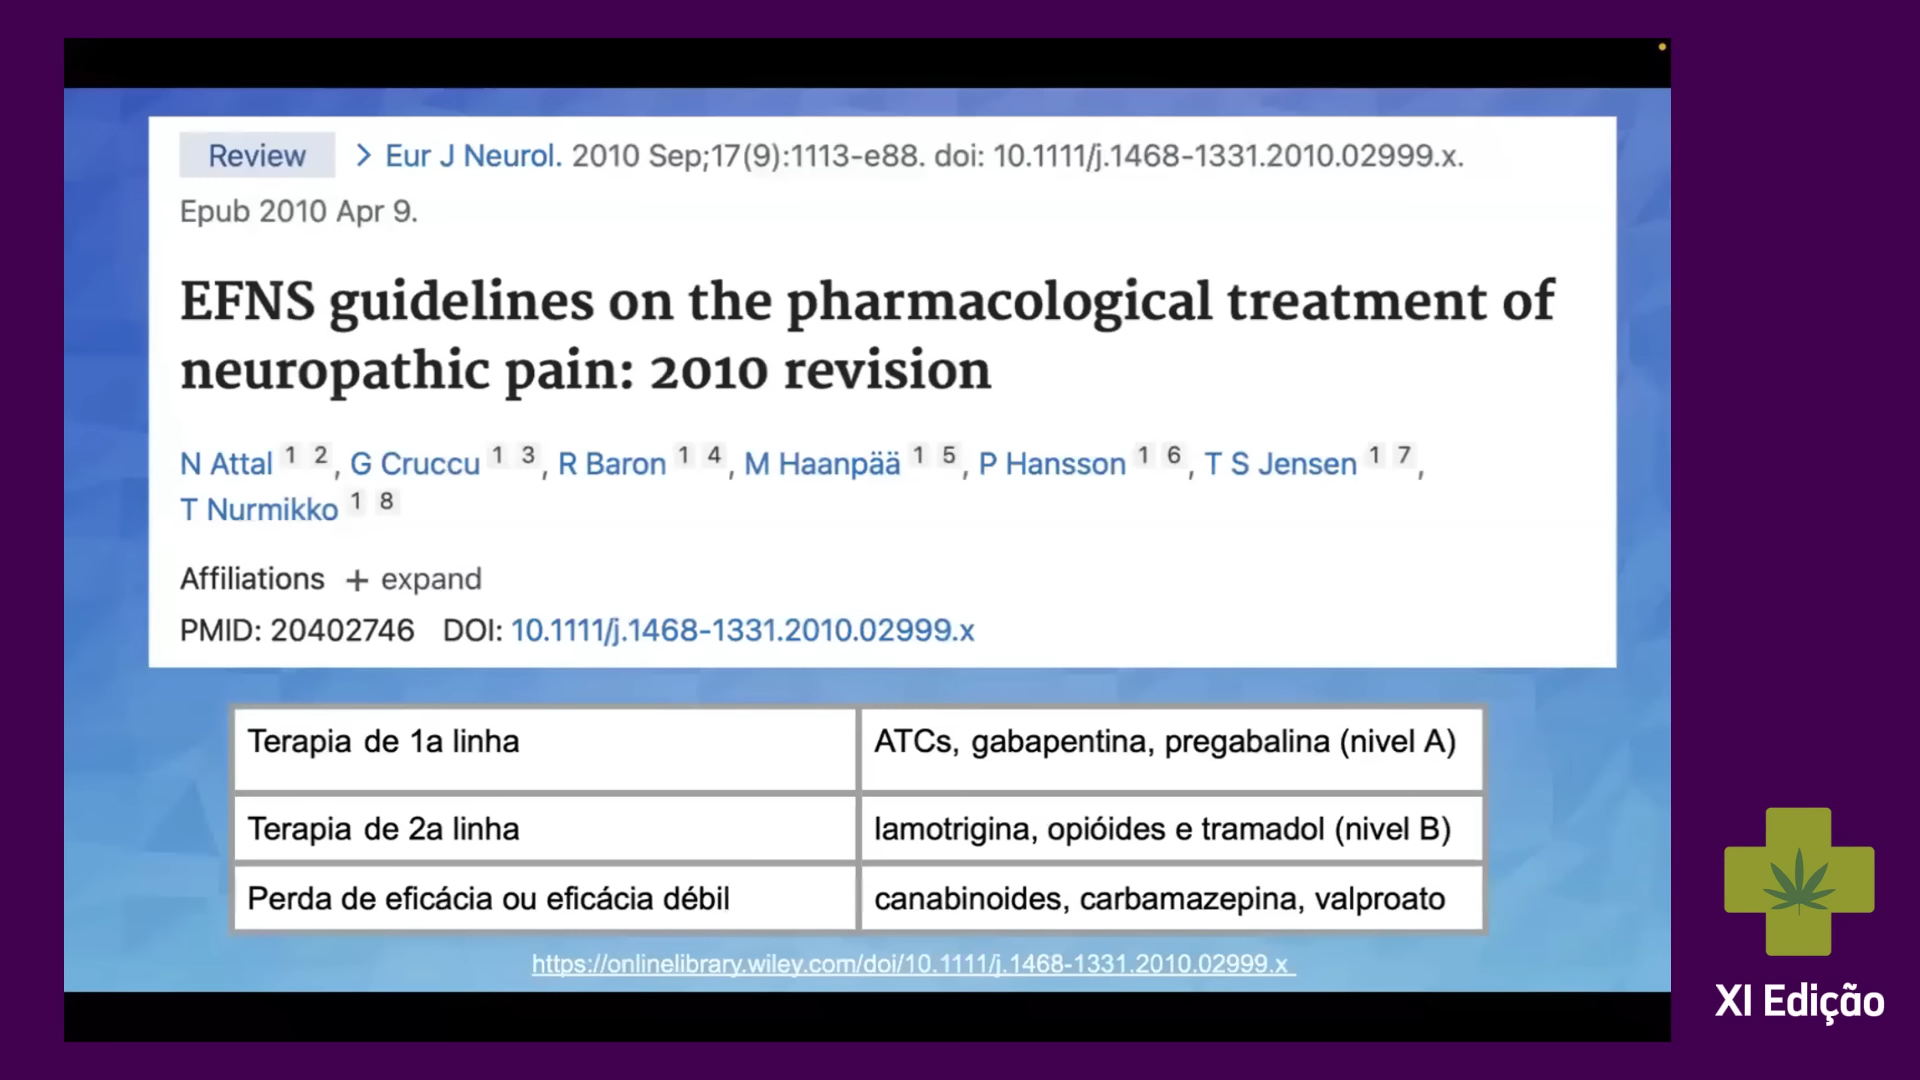 Review > Eur J Neurol. 2010 Sep;17(9):1113-e88. doi: 10.1111/j.1468-1331.2010.02999.x.
Epub 2010 Apr 9.
EFNS guidelines on the pharmacological treatment of
neuropathic pain: 2010 revision
N Attal 1 2, G Cruccu 1 3, R Baron 1 4, M Haanpää 1 5, P Hansson 1 6, T S Jensen 1 7,
T Nurmikko 1 8
Affiliations + expand
PMID: 20402746 DOI: 10.1111/j.1468-1331.2010.02999.x
Terapia de 1a linha ATCs, gabapentina, pregabalina (nivel A)
Terapia de 2a linha lamotrigina, opióides e tramadol (nivel B)
Perda de eficácia ou eficácia débil canabinoides, carbamazepina, valproato
https://onlinelibrary.wiley.com/doi/10.1111/j.1468-1331.2010.02999.x
XI Edição